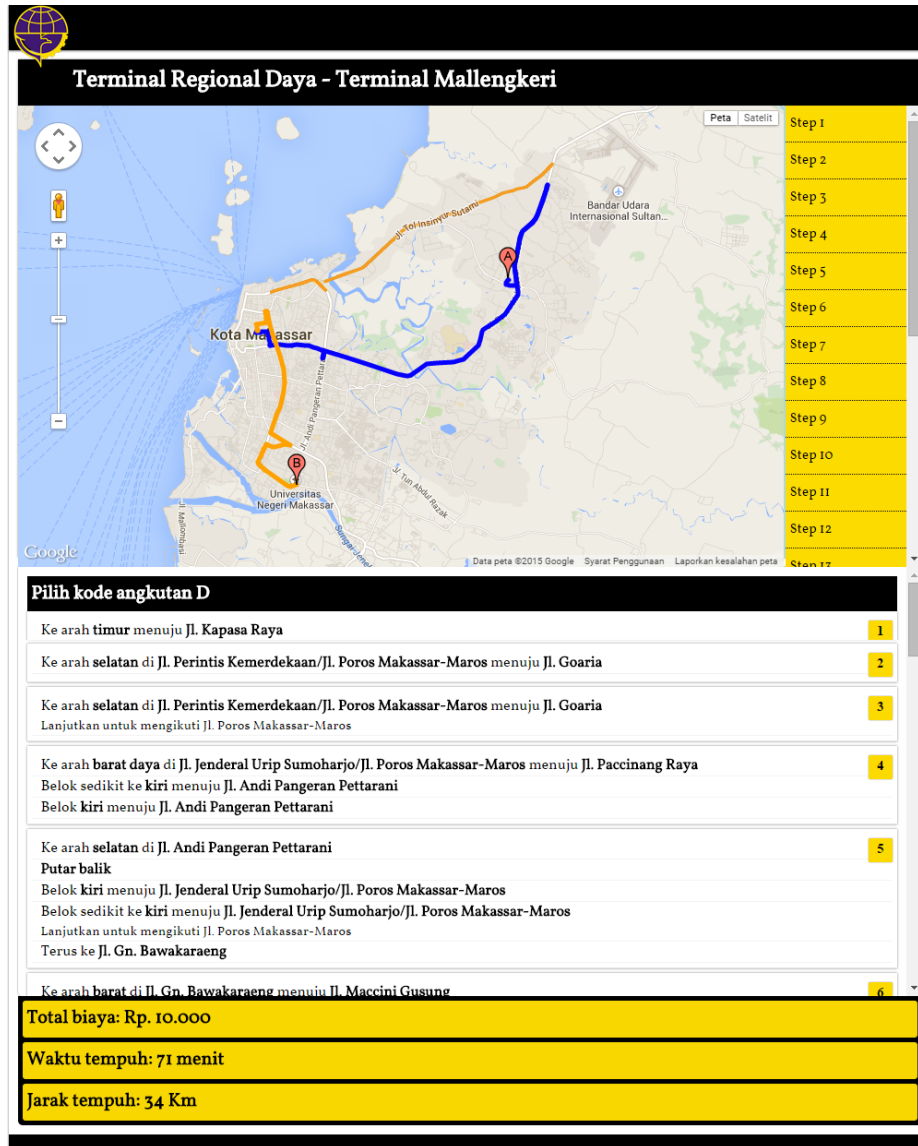 Terminal Regional Daya - Terminal Mallengkeri
Peta Satelit
Step 1
Step 2
Step 3
Step 4
Step 5
Step 6
Step 7
Step 8
Step 9
Step 10
Step 11
Step 12
Step 13
Jl. Tol Insinyur Sutami
Bandar Udara
Internasional Sultan...
A
Kota Makassar
Jl. Andi Pangeran Pettarani
B
Universitas
Negeri Makassar
Jl. Tun Abdul Razak
Jl. Mallombasi
Google
Data peta ©2015 Google Syarat Penggunaan Laporkan kesalahan peta
Pilih kode angkutan D
Ke arah timur menuju Jl. Kapasa Raya 1
Ke arah selatan di Jl. Perintis Kemerdekaan/Jl. Poros Makassar-Maros menuju Jl. Goaria 2
Ke arah selatan di Jl. Perintis Kemerdekaan/Jl. Poros Makassar-Maros menuju Jl. Goaria 3
Lanjutkan untuk mengikuti Jl. Poros Makassar-Maros
Ke arah barat daya di Jl. Jenderal Urip Sumoharjo/Jl. Poros Makassar-Maros menuju Jl. Paccinang Raya 4
Belok sedikit ke kiri menuju Jl. Andi Pangeran Pettarani
Belok kiri menuju Jl. Andi Pangeran Pettarani
Ke arah selatan di Jl. Andi Pangeran Pettarani 5
Putar balik
Belok kiri menuju Jl. Jenderal Urip Sumoharjo/Jl. Poros Makassar-Maros
Belok sedikit ke kiri menuju Jl. Jenderal Urip Sumoharjo/Jl. Poros Makassar-Maros
Lanjutkan untuk mengikuti Jl. Poros Makassar-Maros
Terus ke Jl. Gn. Bawakaraeng
Ke arah barat di Jl. Gn. Bawakaraeng menuju Jl. Maccini Gusung 6
Total biaya: Rp. 10.000
Waktu tempuh: 71 menit
Jarak tempuh: 34 Km